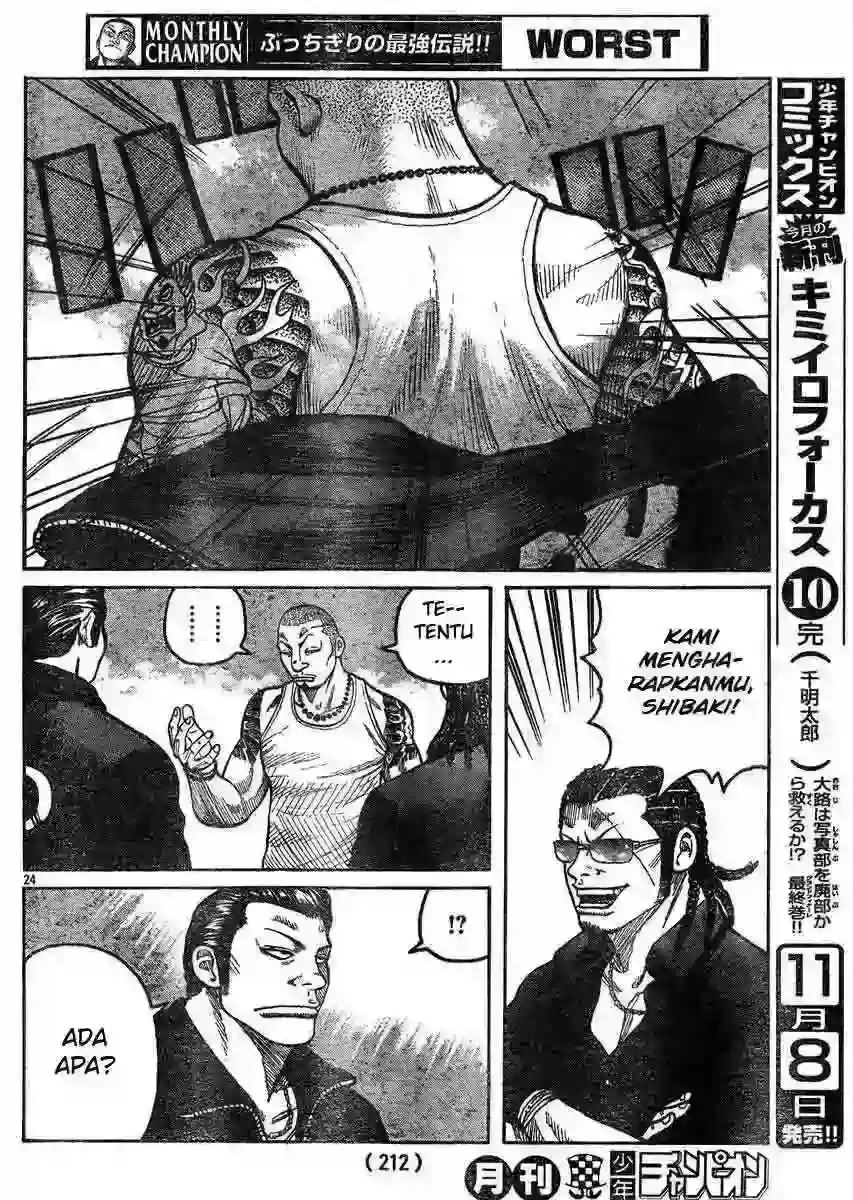 MONTHLY
CHAMPION
ぶっちぎりの最強伝説!!
WORST
KAMI
MENGHA-
RAPKANMU,
SHIBAKI!
TE--
TENTU
...
......
......
!?
ADA
APA?
24
少年チャンピオン
コミックス
今月の
新刊
キミイロフォーカス
10
完
(千明太郎)
大路は写真部を廃部か
ら救えるか!? 最終巻!!
11
月
8
日
発売!!
(212)
月刊
少年
チャンピオン